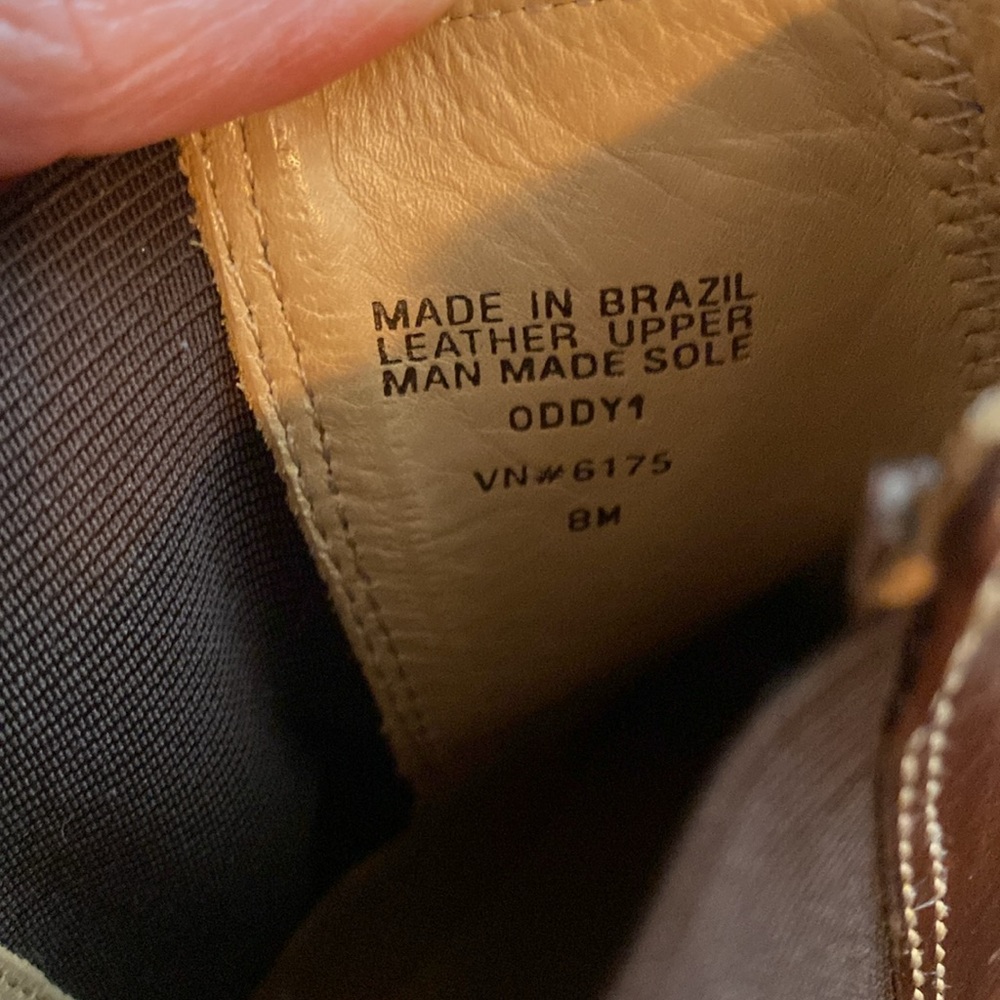 MADE IN BRAZIL
LEATHER UPPER
MAN MADE SOLE
ODDY1
VN#6175
8M